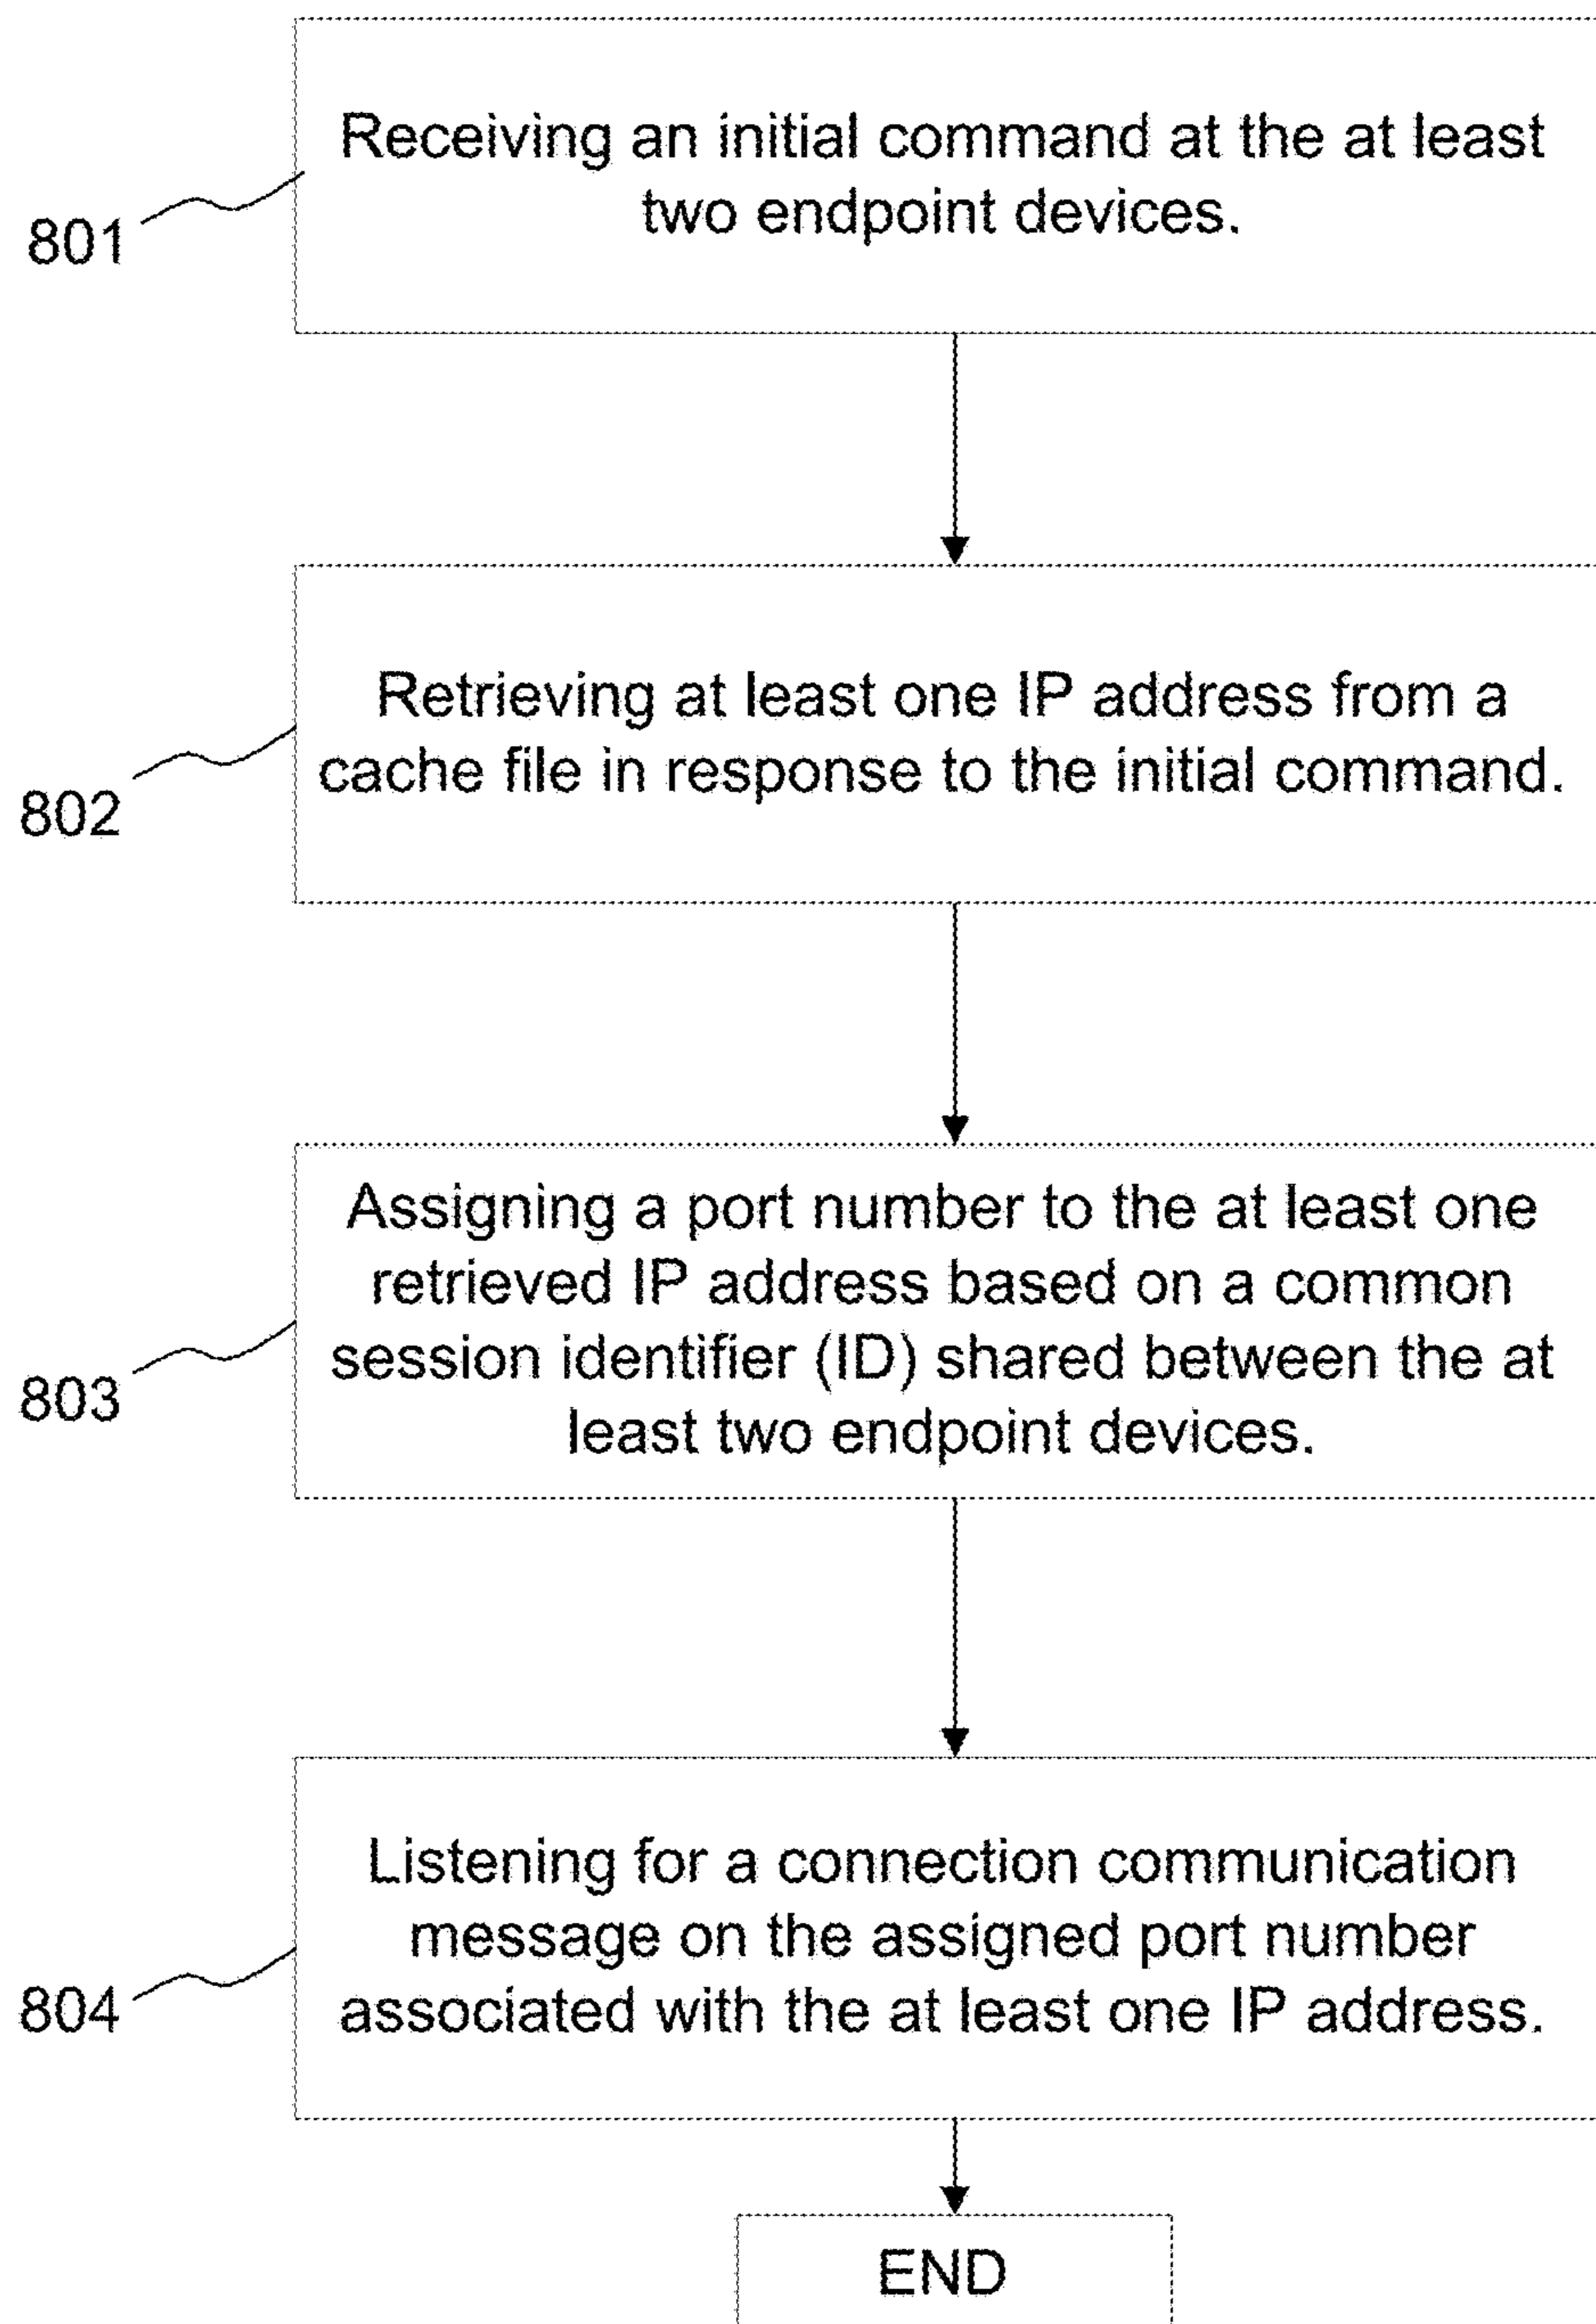 Receiving an initial command at the at least
two endpoint devices.
801
Retrieving at least one IP address from a
cache file in response to the initial command.
802
Assigning a port number to the at least one
retrieved IP address based on a common
session identifier (ID) shared between the at
least two endpoint devices.
803
Listening for a connection communication
message on the assigned port number
associated with the at least one IP address.
804
END